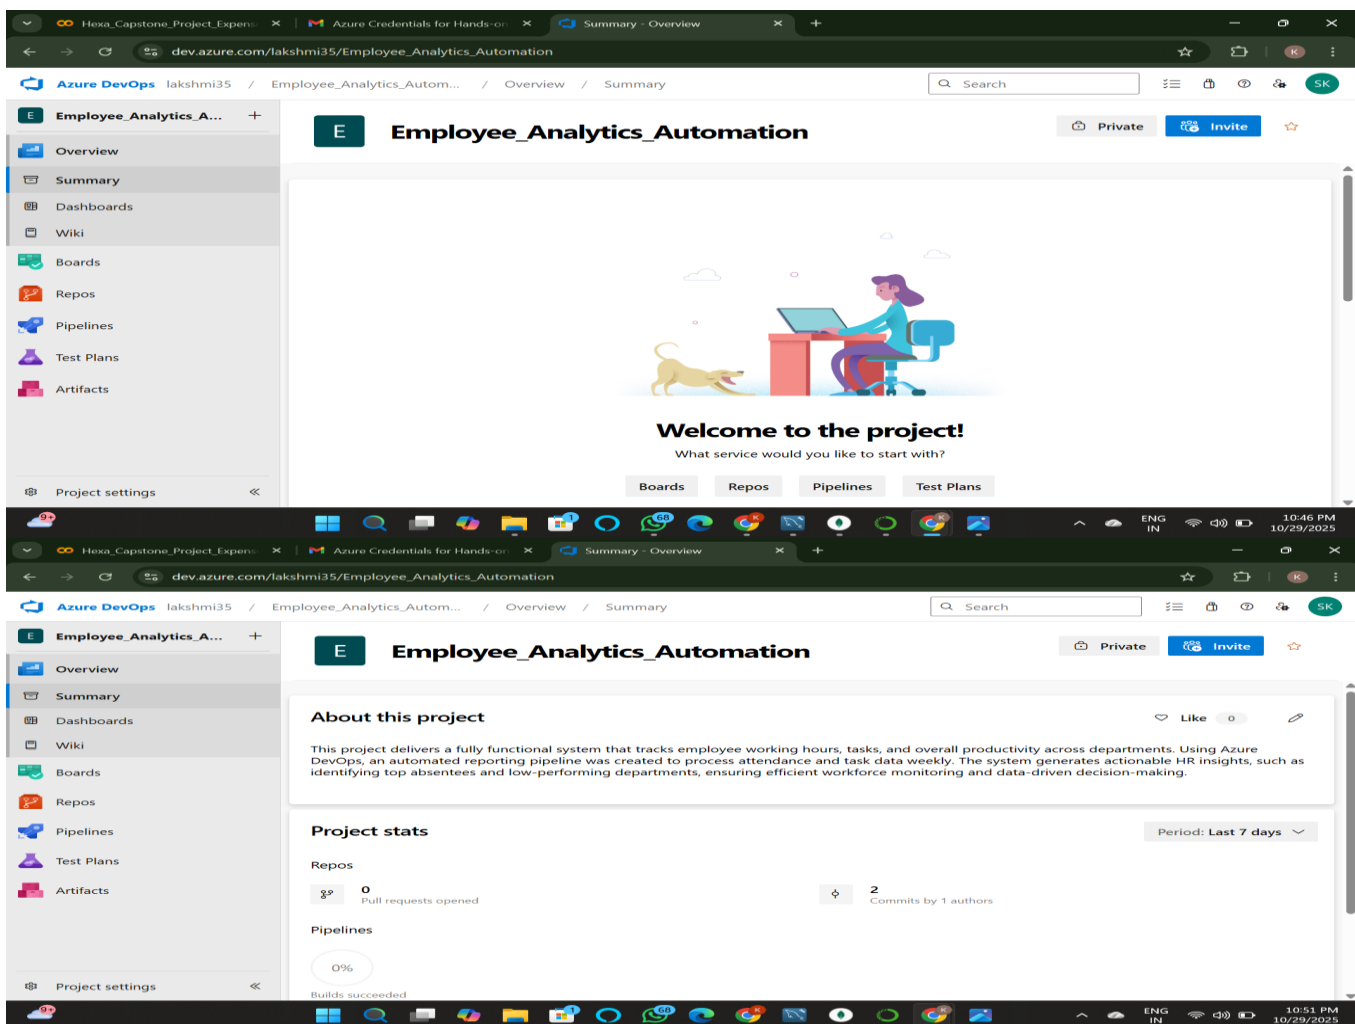 Hexa_Capstone_Project_Expens
Azure Credentials for Hands-on
Summary - Overview
dev.azure.com/lakshmi35/Employee_Analytics_Automation
K
Azure DevOps lakshmi35 / Employee_Analytics_Autom... / Overview / Summary
Search
SK
E Employee_Analytics_A... +
E Employee_Analytics_Automation
Private
Invite
Overview
Summary
Dashboards
Wiki
Boards
Repos
Pipelines
Test Plans
Artifacts
Project settings
Welcome to the project!
What service would you like to start with?
Boards Repos Pipelines Test Plans
9+
1
68
K
ENG
IN
10:46 PM
10/29/2025
Hexa_Capstone_Project_Expens
Azure Credentials for Hands-on
Summary - Overview
dev.azure.com/lakshmi35/Employee_Analytics_Automation
K
Azure DevOps lakshmi35 / Employee_Analytics_Autom... / Overview / Summary
Search
SK
E Employee_Analytics_A... +
E Employee_Analytics_Automation
Private
Invite
Overview
Summary
Dashboards
Wiki
Boards
Repos
Pipelines
Test Plans
Artifacts
Project settings
About this project
Like 0
This project delivers a fully functional system that tracks employee working hours, tasks, and overall productivity across departments. Using Azure
DevOps, an automated reporting pipeline was created to process attendance and task data weekly. The system generates actionable HR insights, such as
identifying top absentees and low-performing departments, ensuring efficient workforce monitoring and data-driven decision-making.
Project stats
Period: Last 7 days
Repos
0
Pull requests opened
2
Commits by 1 authors
Pipelines
0%
Builds succeeded
9+
1
68
K
ENG
IN
10:51 PM
10/29/2025